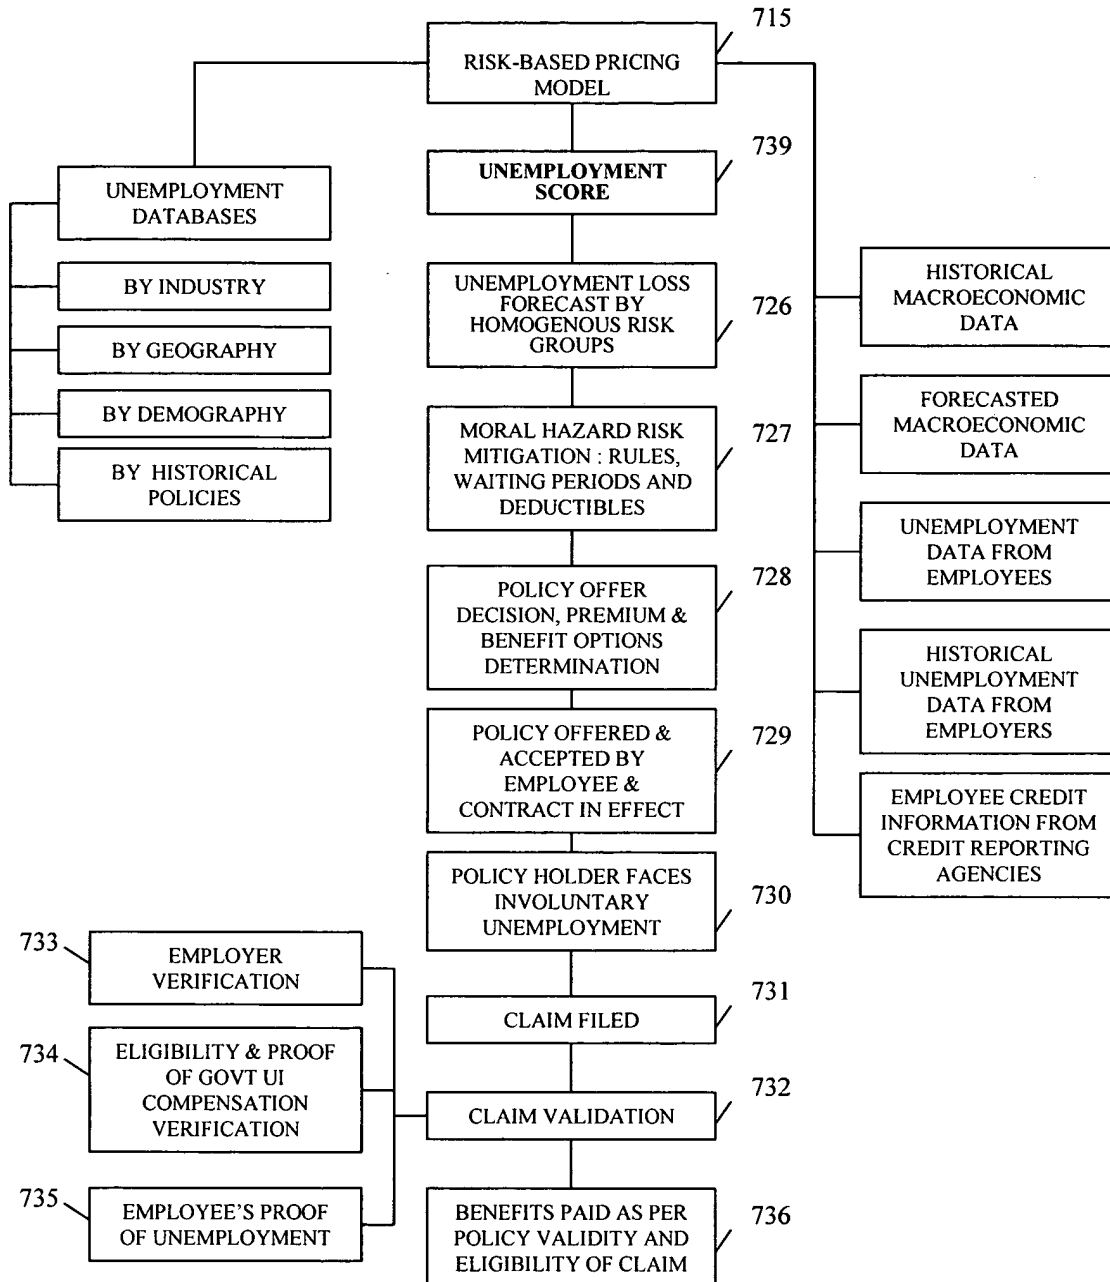 715
RISK-BASED PRICING
MODEL
739
UNEMPLOYMENT
SCORE
UNEMPLOYMENT
DATABASES
BY INDUSTRY
BY GEOGRAPHY
BY DEMOGRAPHY
BY HISTORICAL
POLICIES
UNEMPLOYMENT LOSS
FORECAST BY
HOMOGENOUS RISK
GROUPS
726
MORAL HAZARD RISK
MITIGATION : RULES,
WAITING PERIODS AND
DEDUCTIBLES
727
POLICY OFFER
DECISION, PREMIUM &
BENEFIT OPTIONS
DETERMINATION
728
POLICY OFFERED &
ACCEPTED BY
EMPLOYEE &
CONTRACT IN EFFECT
729
POLICY HOLDER FACES
INVOLUNTARY
UNEMPLOYMENT
730
CLAIM FILED
731
CLAIM VALIDATION
732
BENEFITS PAID AS PER
POLICY VALIDITY AND
ELIGIBILITY OF CLAIM
736
HISTORICAL
MACROECONOMIC
DATA
FORECASTED
MACROECONOMIC
DATA
UNEMPLOYMENT
DATA FROM
EMPLOYEES
HISTORICAL
UNEMPLOYMENT
DATA FROM
EMPLOYERS
EMPLOYEE CREDIT
INFORMATION FROM
CREDIT REPORTING
AGENCIES
733
EMPLOYER
VERIFICATION
734
ELIGIBILITY & PROOF
OF GOVT UI
COMPENSATION
VERIFICATION
735
EMPLOYEE'S PROOF
OF UNEMPLOYMENT